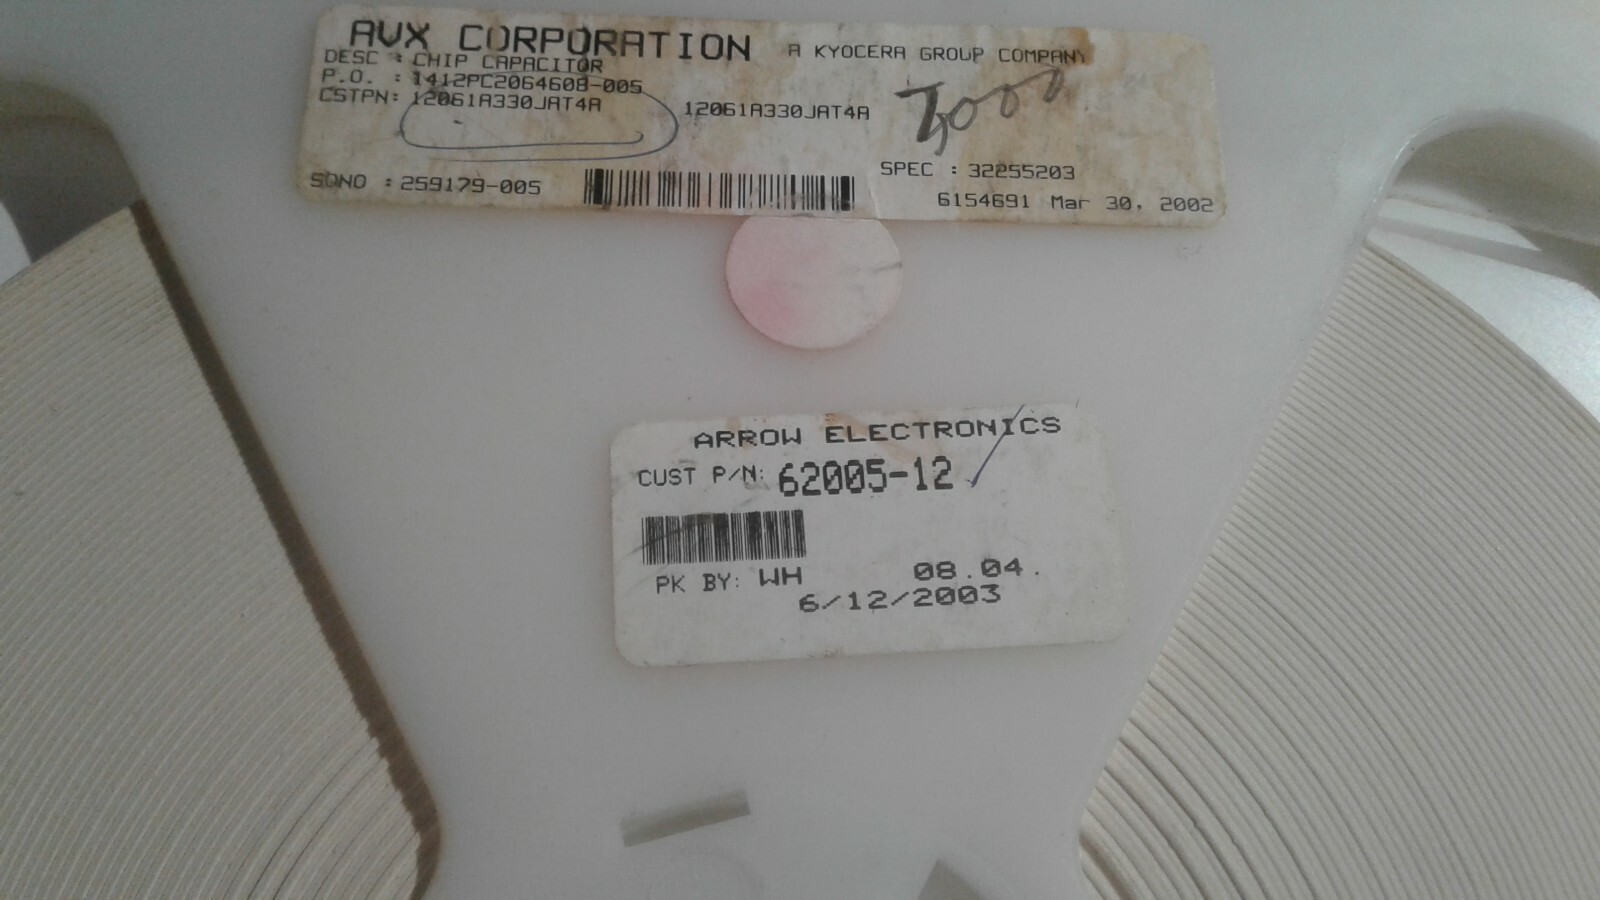 AVX CORPORATION A KYOCERA GROUP COMPANY
DESC : CHIP CAPACITOR
P.O. : 1412PC2064608-005
CSTPN: 12061A330JAT4A 12061A330JAT4A
SPEC : 32255203
SONO : 259179-005
6154691 Mar 30, 2002
ARROW ELECTRONICS
CUST P/N: 62005-12
PK BY: WH 08.04.
6/12/2003